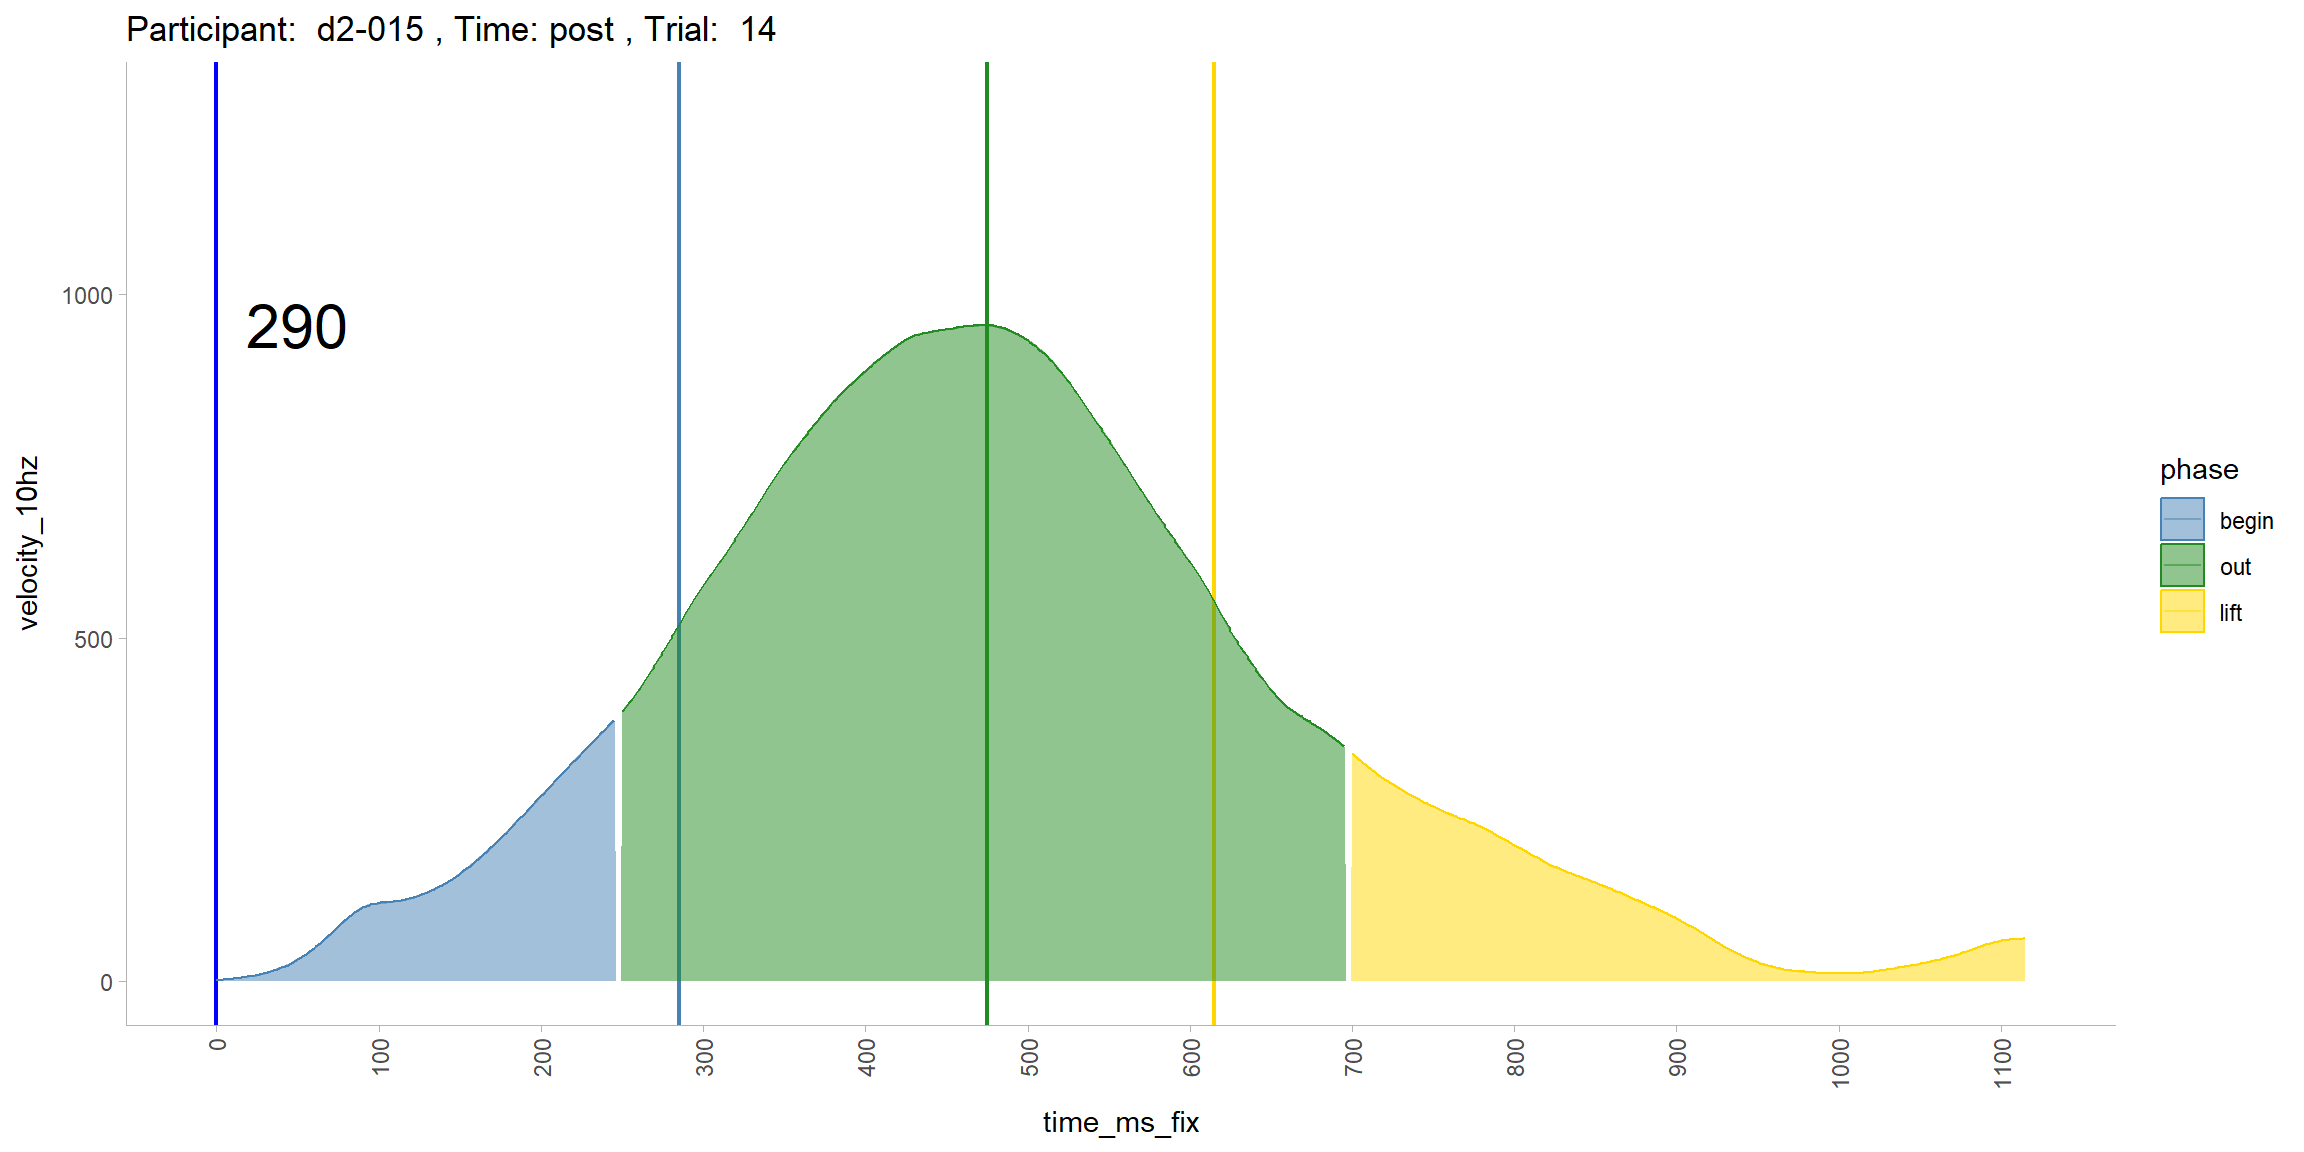 Participant:  d2-015 , Time: post , Trial:  14
1000
290
500
0
velocity_10hz
0 100 200 300 400 500 600 700 800 900 1000 1100
time_ms_fix
phase
begin
out
lift